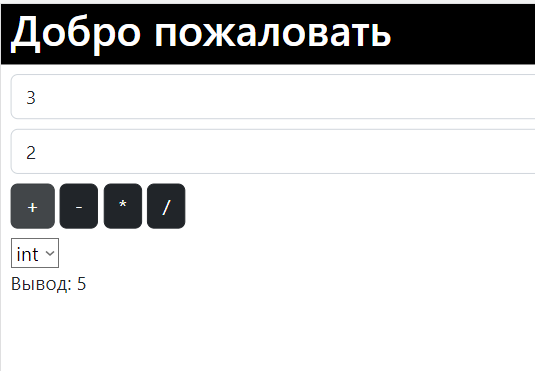 Добро пожаловать
3
2
+ - * /
int
Вывод: 5